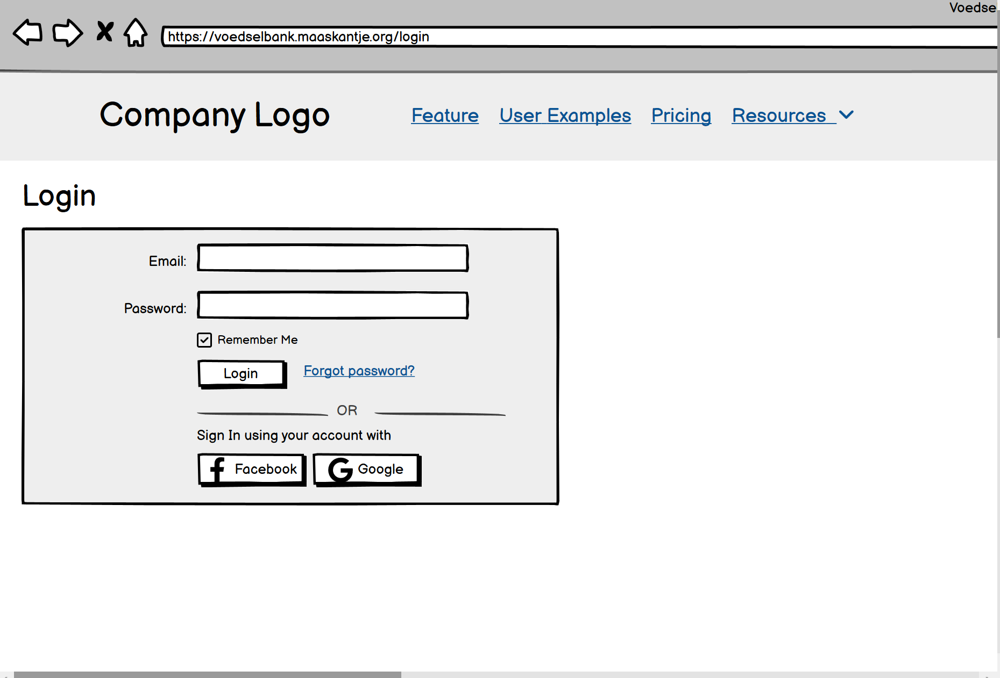 Voedse
https://voedselbank.maaskantje.org/login
Company Logo
Feature User Examples Pricing Resources
Login
Email:
Password:
Remember Me
Login Forgot password?
OR
Sign In using your account with
Facebook Google